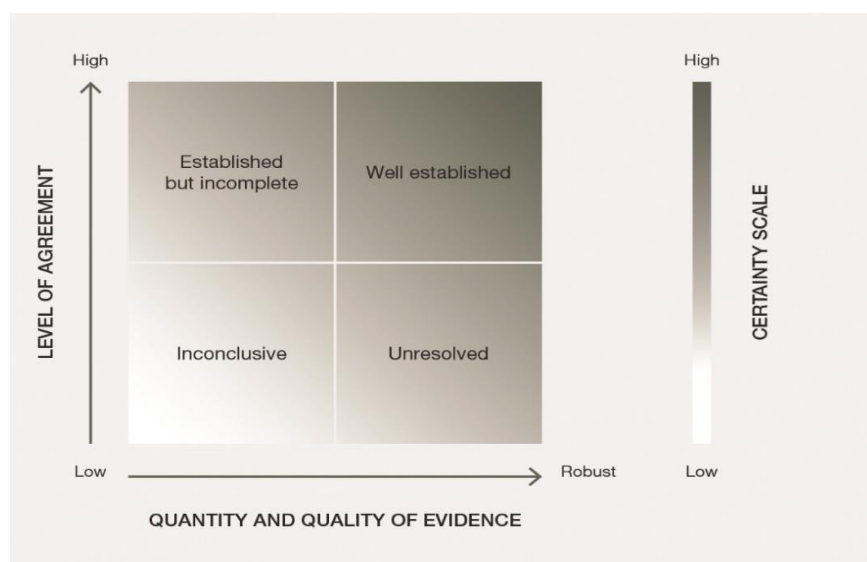 High
High
LEVEL OF AGREEMENT
Established
but incomplete
Well established
CERTAINTY SCALE
Inconclusive
Unresolved
Low
Robust
Low
QUANTITY AND QUALITY OF EVIDENCE